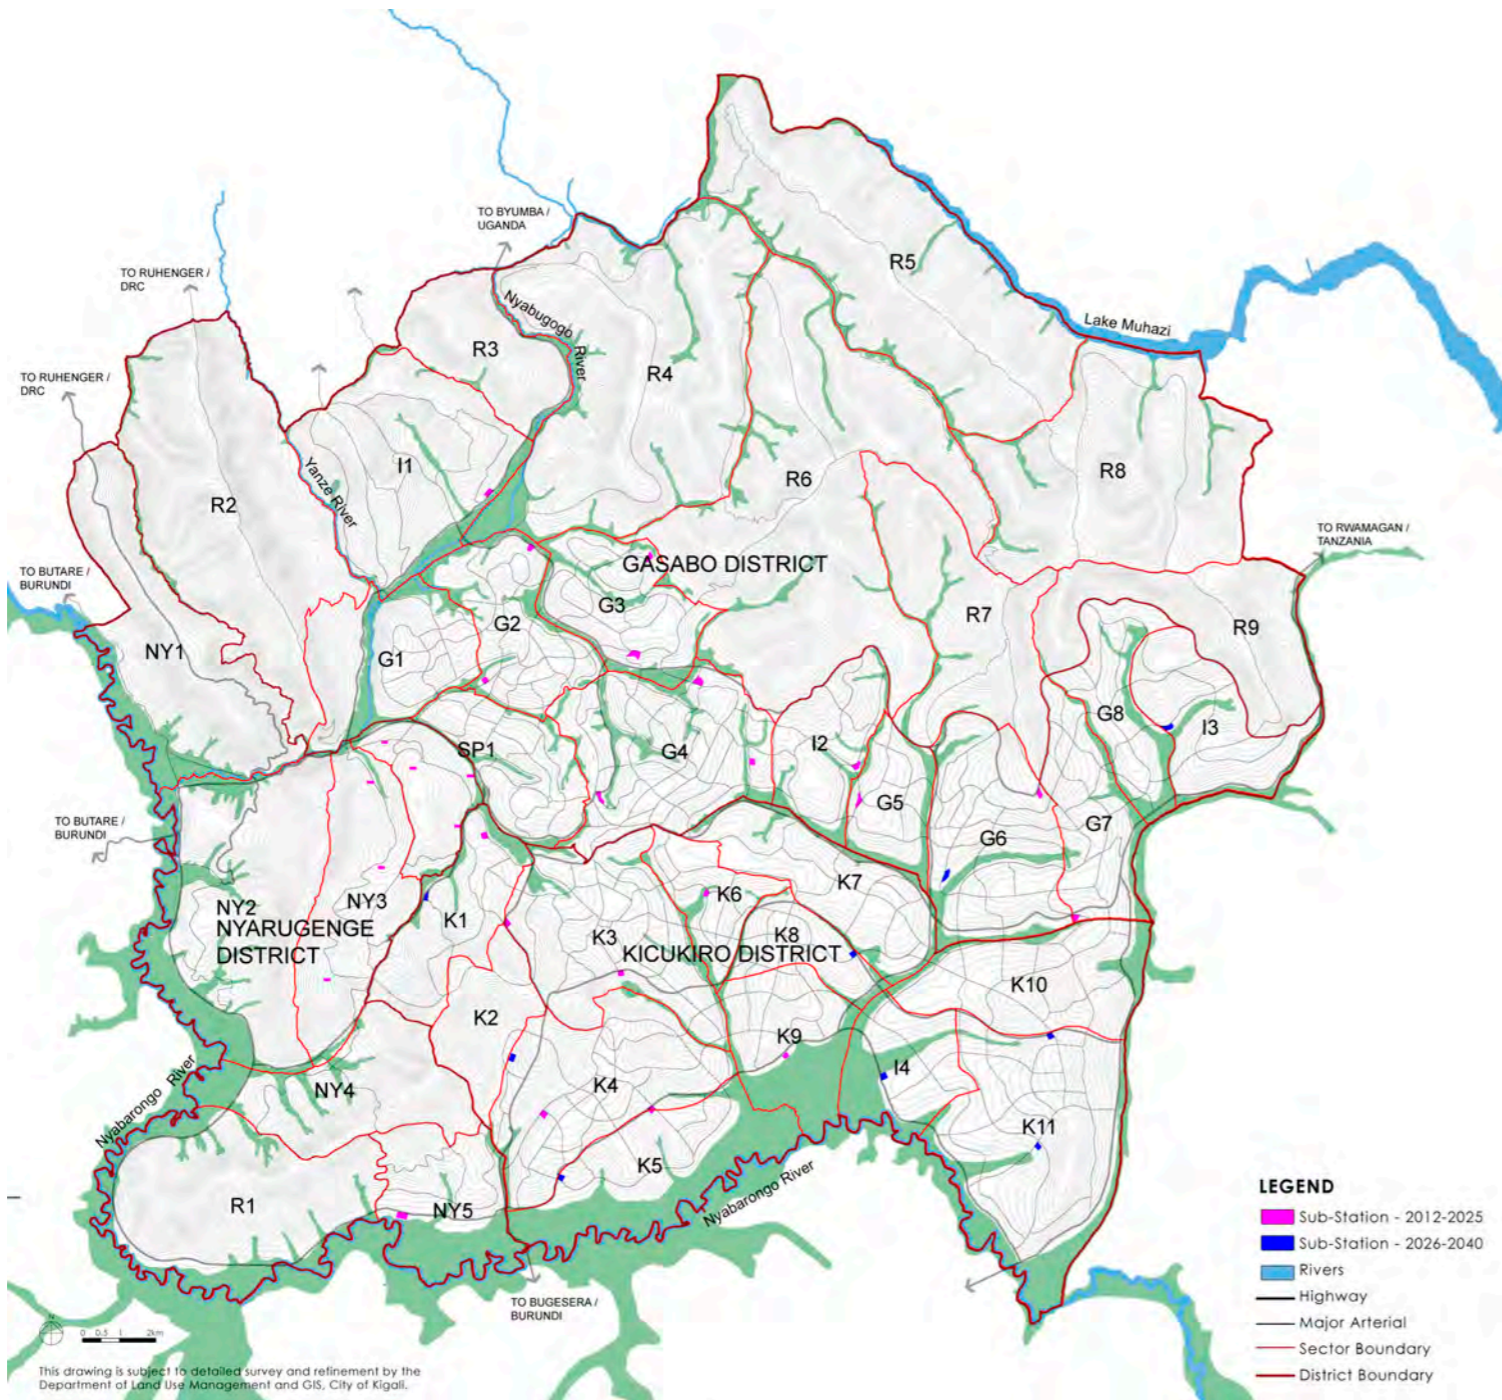 TO BYUMBA /
UGANDA
TO RUHENGER /
DRC
R5
Nyabugogo
River
Lake Muhazi
R3
R4
TO RUHENGER /
DRC
I1
R6
R8
Yanze River
R2
TO RWAMAGAN /
TANZANIA
GASABO DISTRICT
TO BUTARE /
BURUNDI
G3
R7
G2
R9
NY1
G1
G8
I3
SP1
G4
I2
G5
TO BUTARE /
BURUNDI
G6
G7
K7
K6
NY2
NY3
NYARUGENGE
DISTRICT
K1
K3
K8
KICUKIRO DISTRICT
K10
K2
K9
Nyabarongo River
NY4
K4
I4
K11
K5
Nyabarongo River
R1
NY5
TO BUGESERA /
BURUNDI
LEGEND
Sub-Station - 2012-2025
Sub-Station - 2026-2040
Rivers
Highway
Major Arterial
Sector Boundary
District Boundary
N
0 0.5 1 2km
This drawing is subject to detailed survey and refinement by the
Department of Land Use Management and GIS, City of Kigali.